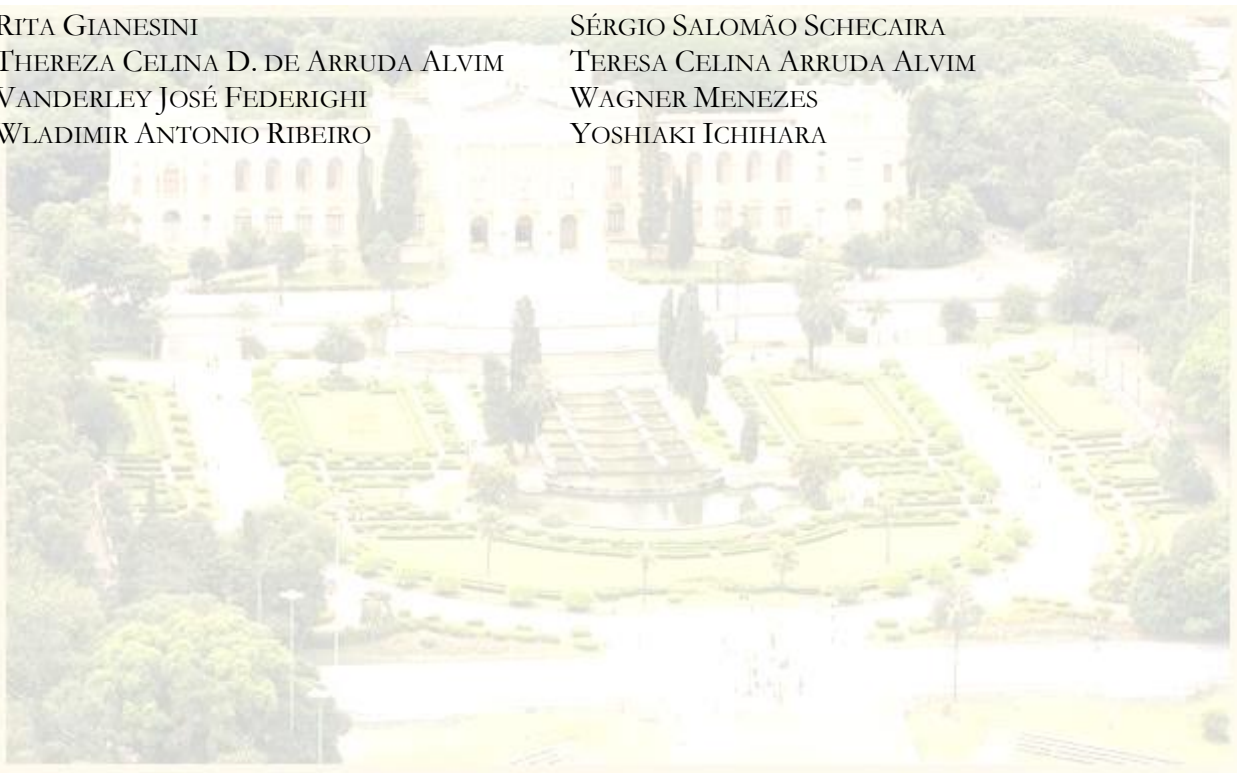 RITA GIANESINI
THEREZA CELINA D. DE ARRUDA ALVIM
VANDERLEY JOSÉ FEDERIGHI
WLADIMIR ANTONIO RIBEIRO
SÉRGIO SALOMÃO SCHECAIRA
TERESA CELINA ARRUDA ALVIM
WAGNER MENEZES
YOSHIAKI ICHIHARA